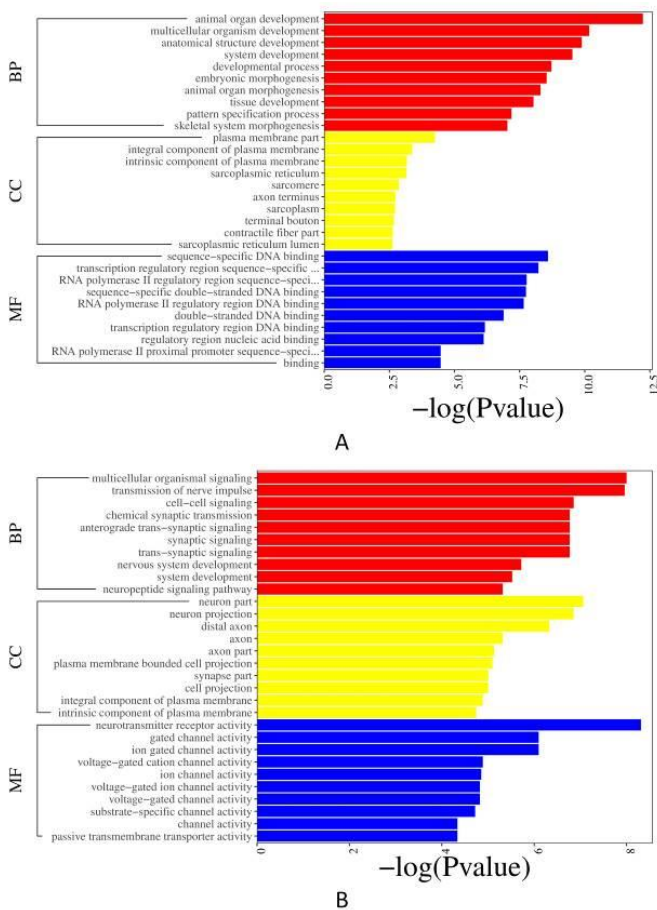 BP
animal organ development
multicellular organism development
anatomical structure development
system development
developmental process
embryonic morphogenesis
animal organ morphogenesis
tissue development
pattern specification process
skeletal system morphogenesis
CC
plasma membrane part
integral component of plasma membrane
intrinsic component of plasma membrane
sarcoplasmic reticulum
sarcomere
axon terminus
sarcoplasm
terminal bouton
contractile fiber part
sarcoplasmic reticulum lumen
MF
sequence−specific DNA binding
transcription regulatory region sequence−specific ...
RNA polymerase II regulatory region sequence−speci...
sequence−specific double−stranded DNA binding
RNA polymerase II regulatory region DNA binding
double−stranded DNA binding
transcription regulatory region DNA binding
regulatory region nucleic acid binding
RNA polymerase II proximal promoter sequence−speci...
binding
0.0 2.5 5.0 7.5 10.0 12.5
−log(Pvalue)
A
BP
multicellular organismal signaling
transmission of nerve impulse
cell−cell signaling
chemical synaptic transmission
anterograde trans−synaptic signaling
synaptic signaling
trans−synaptic signaling
nervous system development
system development
neuropeptide signaling pathway
CC
neuron part
neuron projection
distal axon
axon
axon part
plasma membrane bounded cell projection
synapse part
cell projection
integral component of plasma membrane
intrinsic component of plasma membrane
MF
neurotransmitter receptor activity
gated channel activity
ion gated channel activity
voltage−gated cation channel activity
ion channel activity
voltage−gated ion channel activity
voltage−gated channel activity
substrate−specific channel activity
channel activity
passive transmembrane transporter activity
0 2 4 6 8
−log(Pvalue)
B